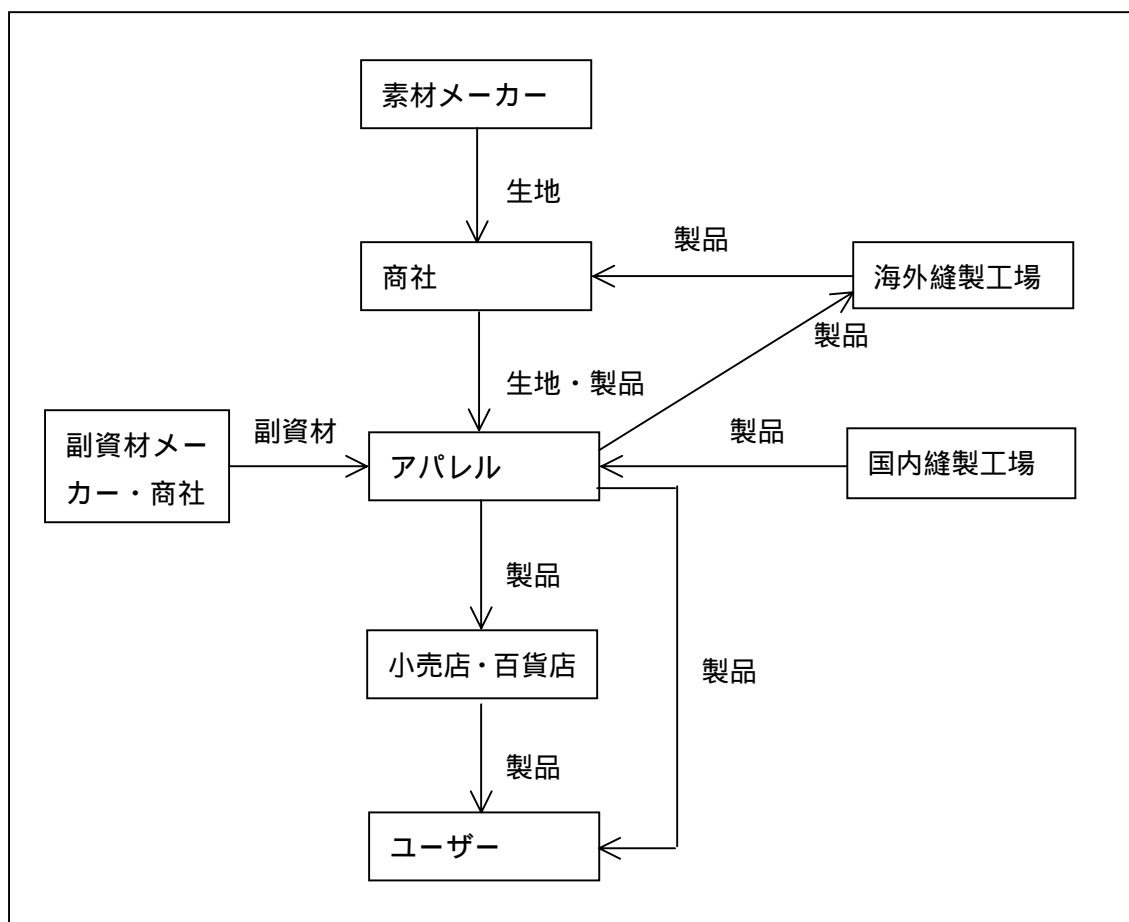 素材メーカー
生地
商社
製品
海外縫製工場
製品
生地・製品
副資材メー
カー・商社
副資材
アパレル
製品
国内縫製工場
製品
小売店・百貨店
製品
製品
ユーザー